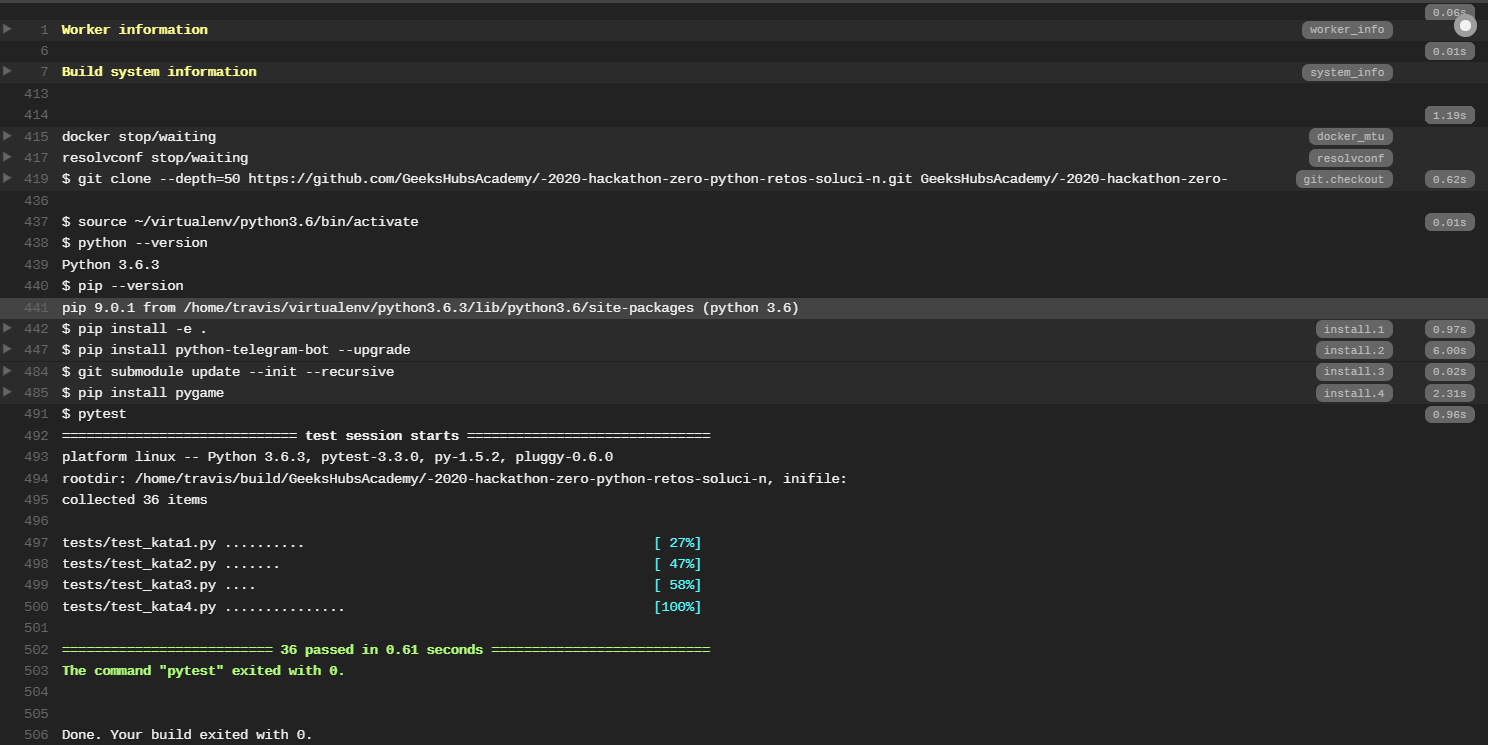 0.06s
1 Worker information worker_info
6 0.01s
7 Build system information system_info
413
414 1.19s
415 docker stop/waiting docker_mtu
417 resolvconf stop/waiting resolvconf
419 $ git clone --depth=50 https://github.com/GeeksHubsAcademy/-2020-hackathon-zero-python-retos-soluci-n.git GeeksHubsAcademy/-2020-hackathon-zero- git.checkout 0.62s
436
437 $ source ~/virtualenv/python3.6/bin/activate 0.01s
438 $ python --version
439 Python 3.6.3
440 $ pip --version
441 pip 9.0.1 from /home/travis/virtualenv/python3.6.3/lib/python3.6/site-packages (python 3.6)
442 $ pip install -e . install.1 0.97s
447 $ pip install python-telegram-bot --upgrade install.2 6.00s
484 $ git submodule update --init --recursive install.3 0.02s
485 $ pip install pygame install.4 2.31s
491 $ pytest 0.96s
492 ============================= test session starts ==============================
493 platform linux -- Python 3.6.3, pytest-3.3.0, py-1.5.2, pluggy-0.6.0
494 rootdir: /home/travis/build/GeeksHubsAcademy/-2020-hackathon-zero-python-retos-soluci-n, inifile:
495 collected 36 items
496
497 tests/test_kata1.py .......... [ 27%]
498 tests/test_kata2.py ....... [ 47%]
499 tests/test_kata3.py .... [ 58%]
500 tests/test_kata4.py ............... [100%]
501
502 ========================== 36 passed in 0.61 seconds ===========================
503 The command "pytest" exited with 0.
504
505
506 Done. Your build exited with 0.